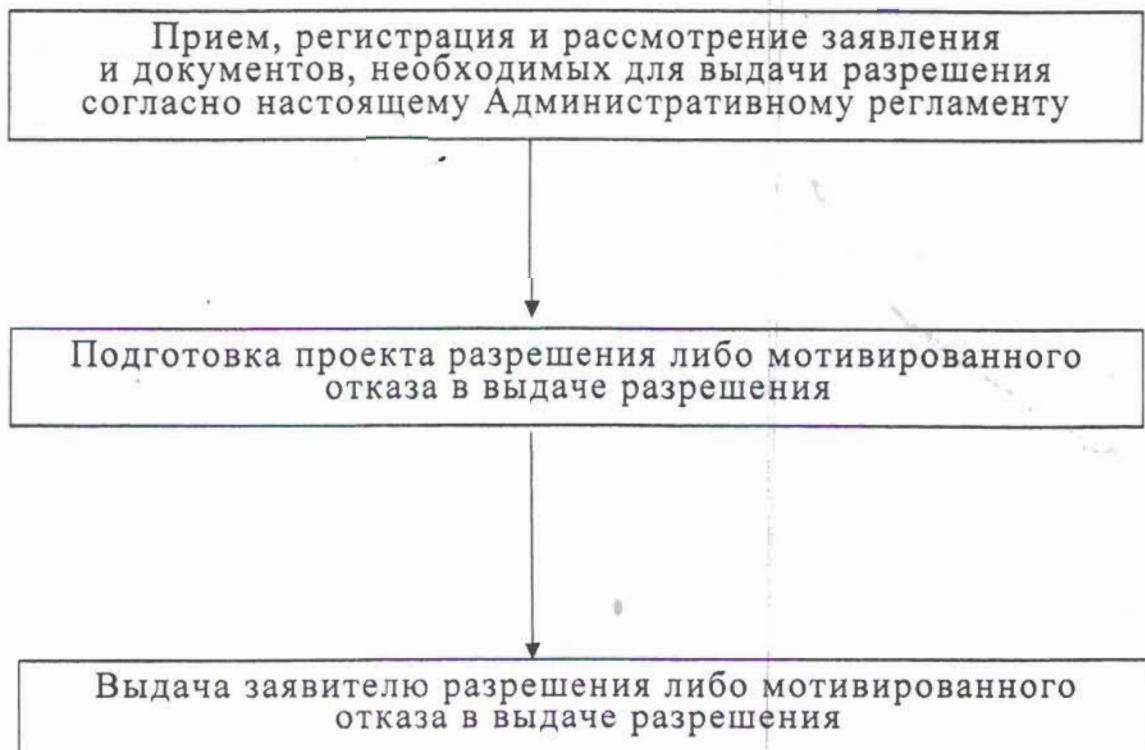 Прием, регистрация и рассмотрение заявления
и документов, необходимых для выдачи разрешения
согласно настоящему Административному регламенту
Подготовка проекта разрешения либо мотивированного
отказа в выдаче разрешения
Выдача заявителю разрешения либо мотивированного
отказа в выдаче разрешения